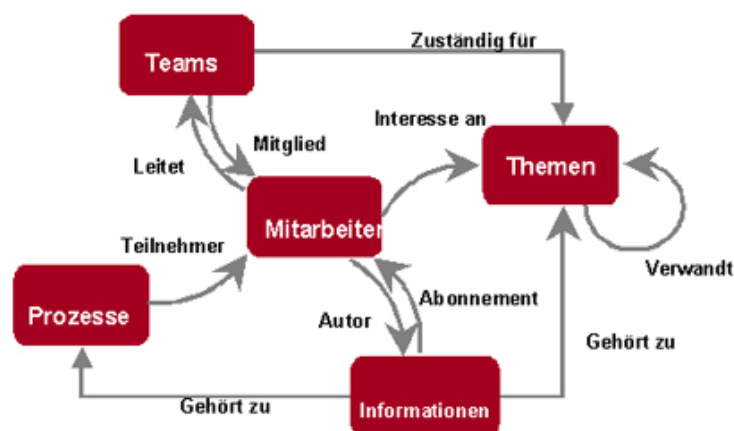 Zuständig für
Teams
Interesse an
Mitglied
Leitet
Themen
Mitarbeiter
Teilnehmer
Verwandt
Abonnement
Prozesse
Autor
Gehört zu
Gehört zu
Informationen